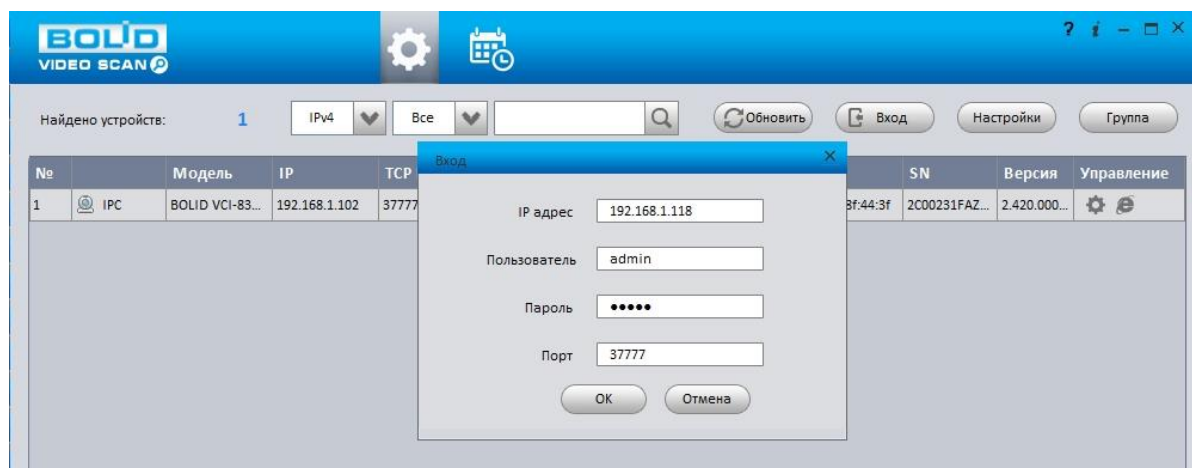 BOLID
VIDEO SCAN
? i
Найдено устройств: 1 IPv4 Все Обновить Вход Настройки Группа
№ Модель IP TCP SN Версия Управление
1 IPC BOLID VCI-83... 192.168.1.102 37777 8f:44:3f 2C00231FAZ... 2.420.000...
Вход
IP адрес 192.168.1.118
Пользователь admin
Пароль •••••
Порт 37777
OK Отмена